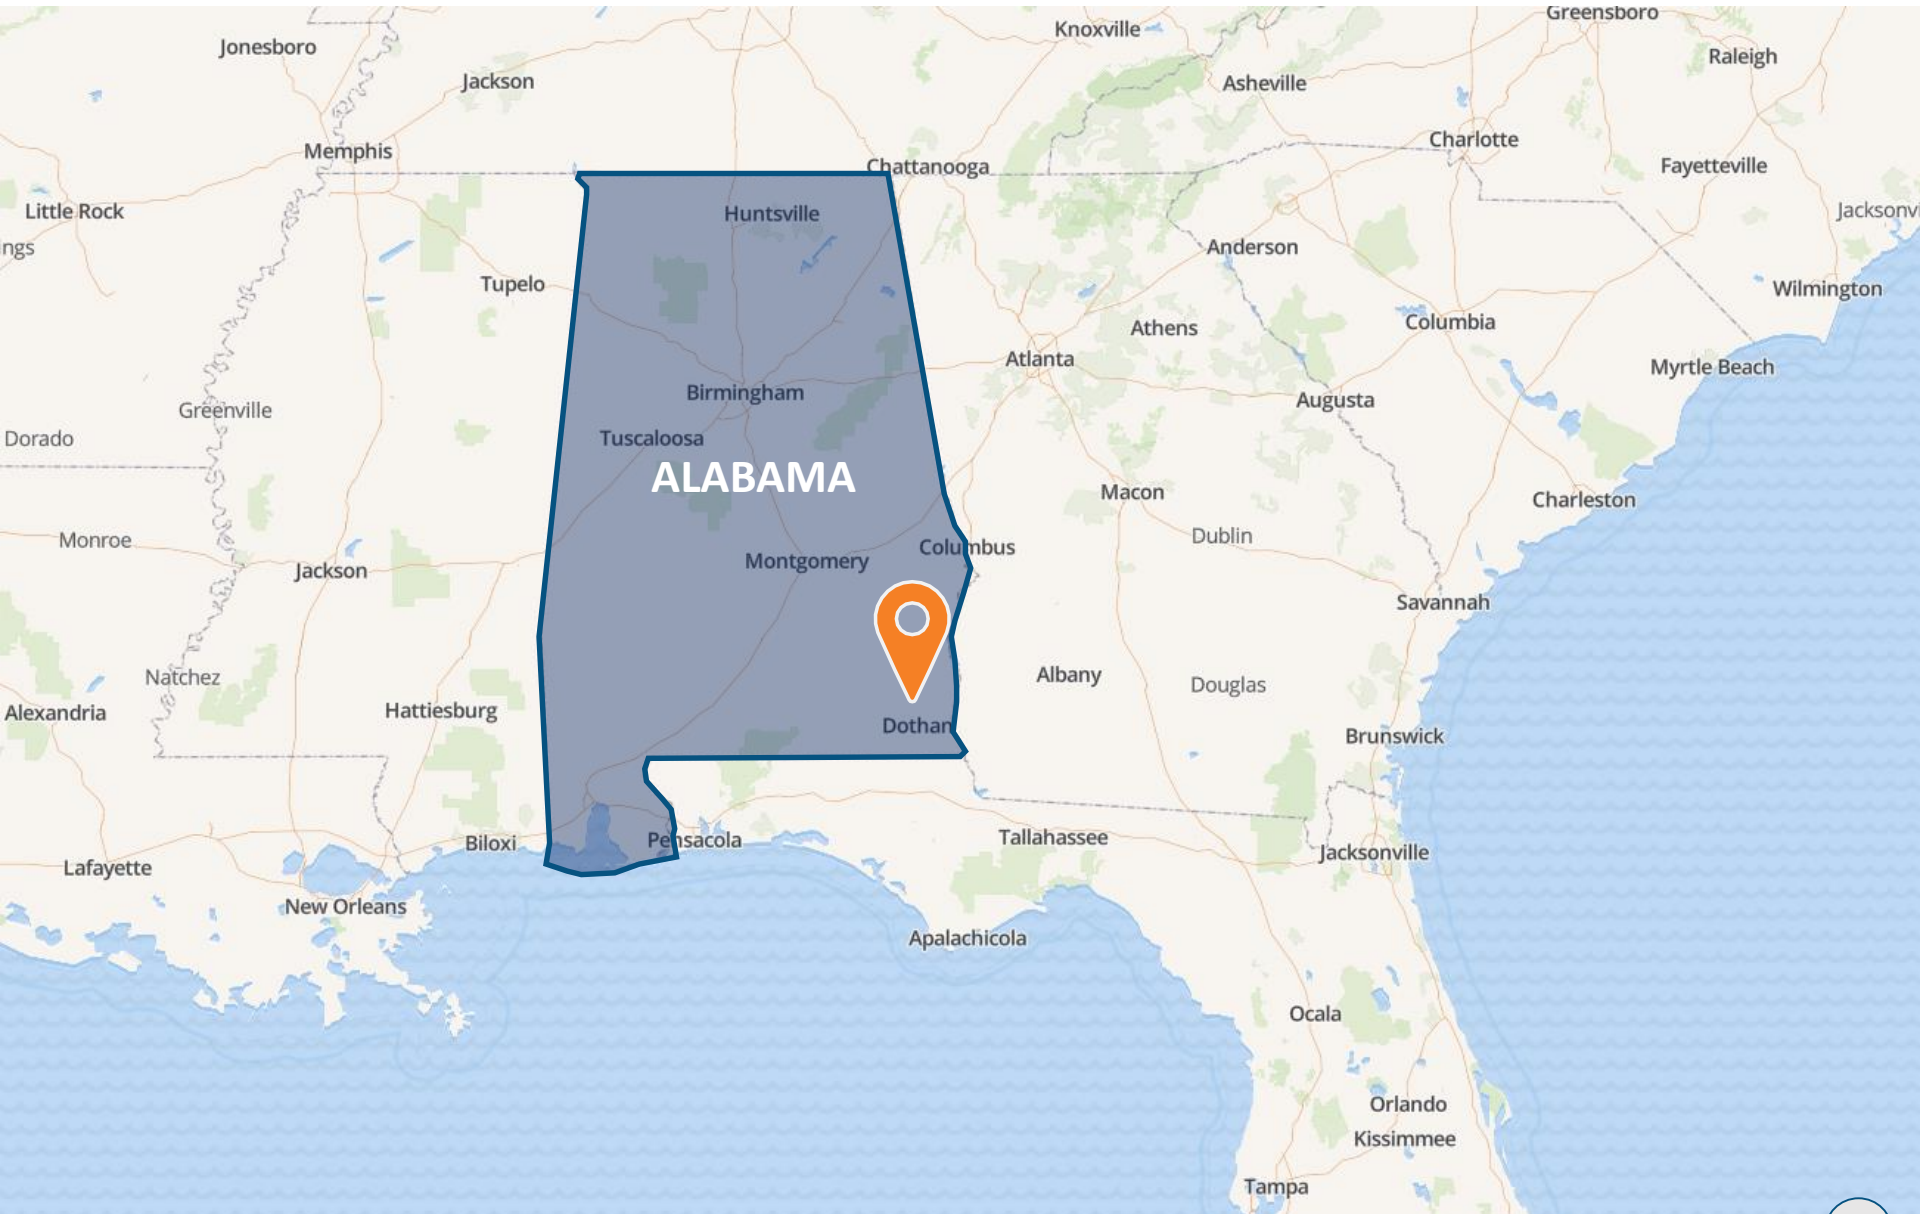 Greensboro
Knoxville
Jonesboro
Raleigh
Jackson
Asheville
Charlotte
Memphis
Chattanooga
Fayetteville
Little Rock
Huntsville
Jacksonvi
ings
Anderson
Tupelo
Wilmington
Columbia
Athens
Atlanta
Myrtle Beach
Birmingham
Augusta
Greenville
Dorado
Tuscaloosa
ALABAMA
Macon
Charleston
Dublin
Monroe
Columbus
Montgomery
Jackson
Savannah
Albany
Natchez
Douglas
Hattiesburg
Alexandria
Dothan
Brunswick
Tallahassee
Pensacola
Biloxi
Jacksonville
Lafayette
New Orleans
Apalachicola
Ocala
Orlando
Kissimmee
Tampa